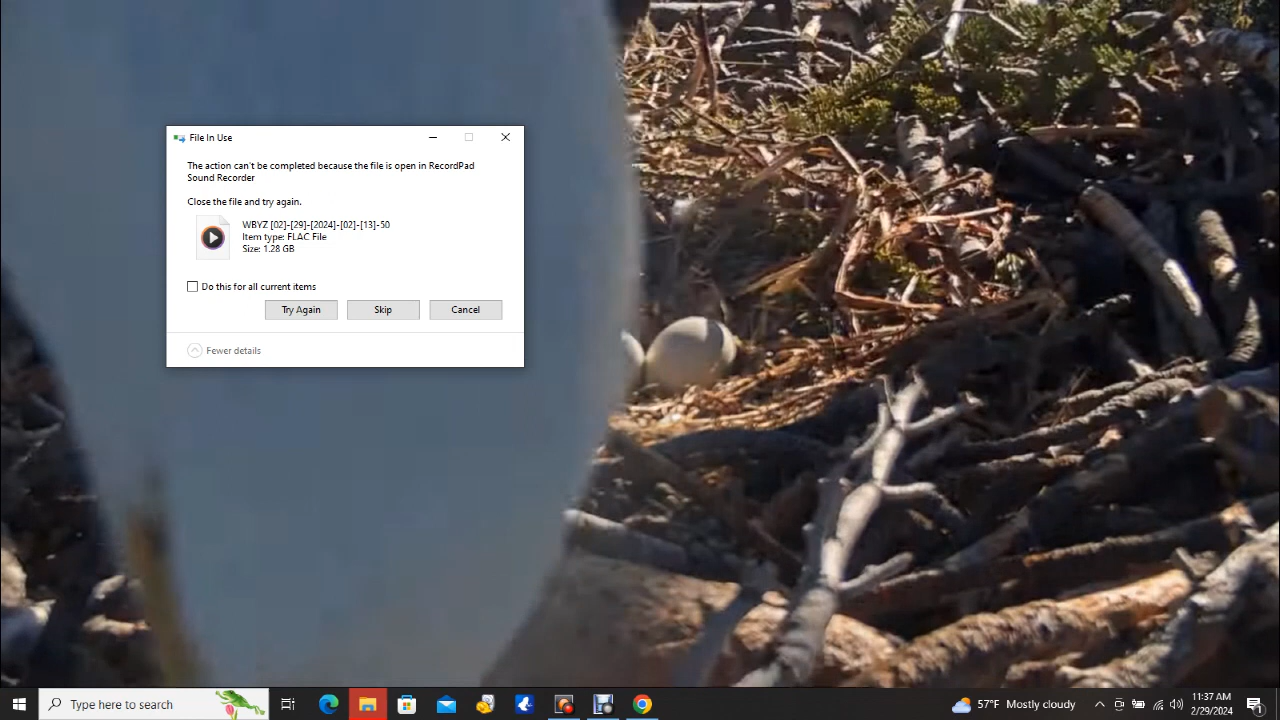 File In Use
The action can't be completed because the file is open in RecordPad
Sound Recorder
Close the file and try again.
WBYZ [02]-[29]-[2024]-[02]-[13]-50
Item type: FLAC File
Size: 1.28 GB
Do this for all current items
Try Again Skip Cancel
Fewer details
Type here to search
57°F Mostly cloudy
11:37 AM
2/29/2024
1